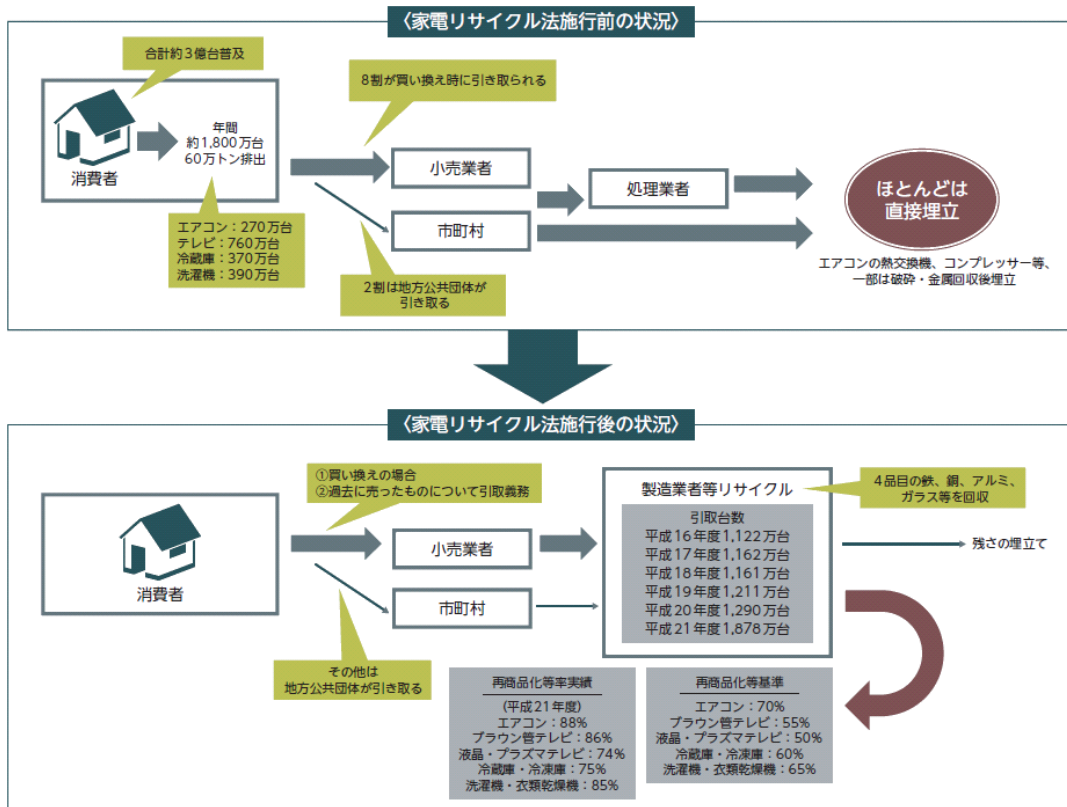 〈家電リサイクル法施行前の状況〉
合計約3億台普及
8割が買い換え時に引き取られる
年間
約1,800万台
60万トン排出
消費者
小売業者
処理業者
ほとんどは
直接埋立
市町村
エアコン：270万台
テレビ：760万台
冷蔵庫：370万台
洗濯機：390万台
2割は地方公共団体が
引き取る
エアコンの熱交換機、コンプレッサー等、
一部は破砕・金属回収後埋立
〈家電リサイクル法施行後の状況〉
①買い換えの場合
②過去に売ったものについて引取義務
製造業者等リサイクル
4品目の鉄、銅、アルミ、
ガラス等を回収
消費者
小売業者
市町村
引取台数
平成16年度1,122万台
平成17年度1,162万台
平成18年度1,161万台
平成19年度1,211万台
平成20年度1,290万台
平成21年度1,878万台
残さの埋立て
その他は
地方公共団体が引き取る
再商品化等率実績
(平成21年度)
エアコン：88%
ブラウン管テレビ：86%
液晶・プラズマテレビ：74%
冷蔵庫・冷凍庫：75%
洗濯機・衣類乾燥機：85%
再商品化等基準
エアコン：70%
ブラウン管テレビ：55%
液晶・プラズマテレビ：50%
冷蔵庫・冷凍庫：60%
洗濯機・衣類乾燥機：65%